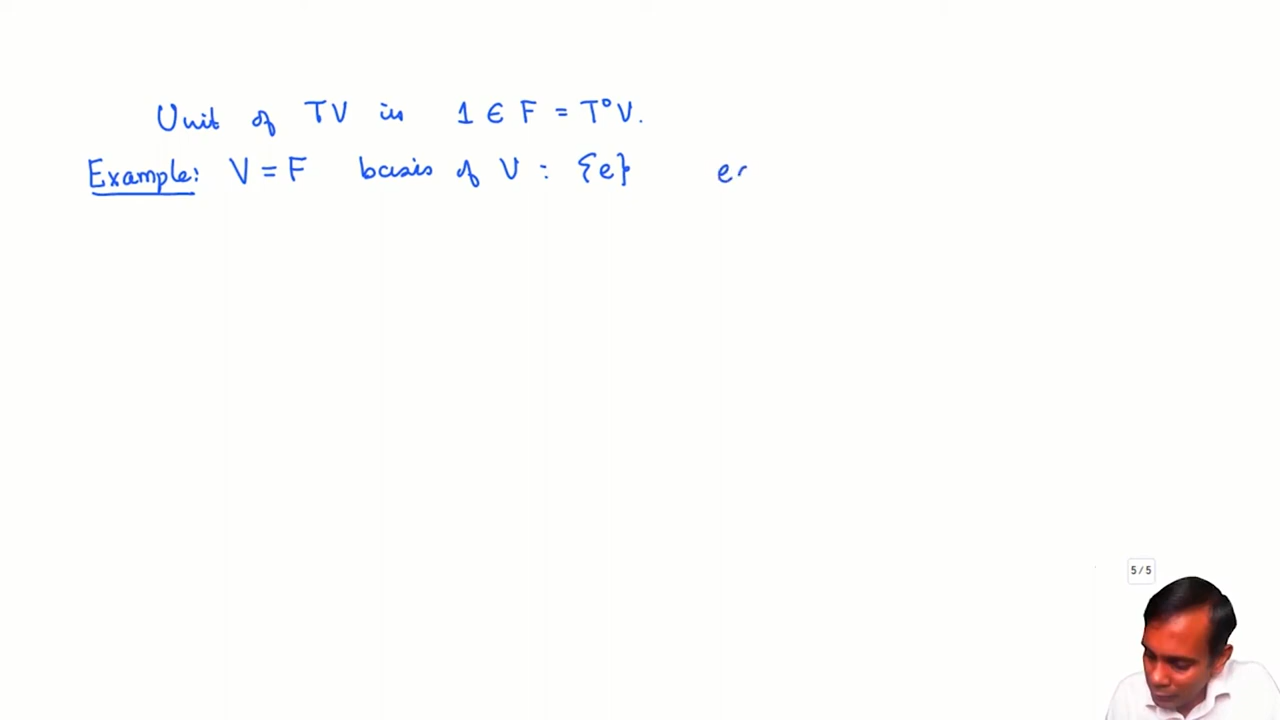 Unit of TV is 1 ∈ F = T⁰V.
Example: V = F basis of V : {e}
5/5